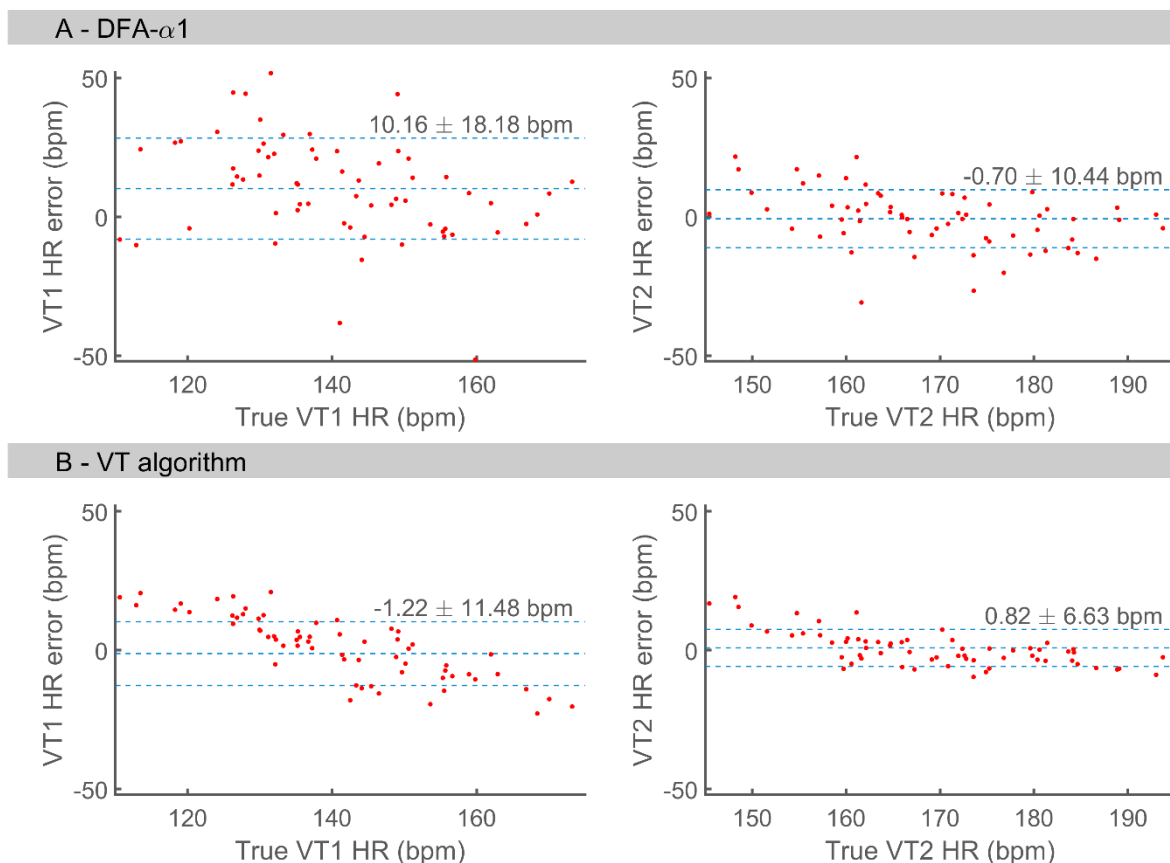 A - DFA-α1
50
0
-50
VT1 HR error (bpm)
10.16 ± 18.18 bpm
120 140 160
True VT1 HR (bpm)
50
0
-50
VT2 HR error (bpm)
-0.70 ± 10.44 bpm
150 160 170 180 190
True VT2 HR (bpm)
B - VT algorithm
50
0
-50
VT1 HR error (bpm)
-1.22 ± 11.48 bpm
120 140 160
True VT1 HR (bpm)
50
0
-50
VT2 HR error (bpm)
0.82 ± 6.63 bpm
150 160 170 180 190
True VT2 HR (bpm)